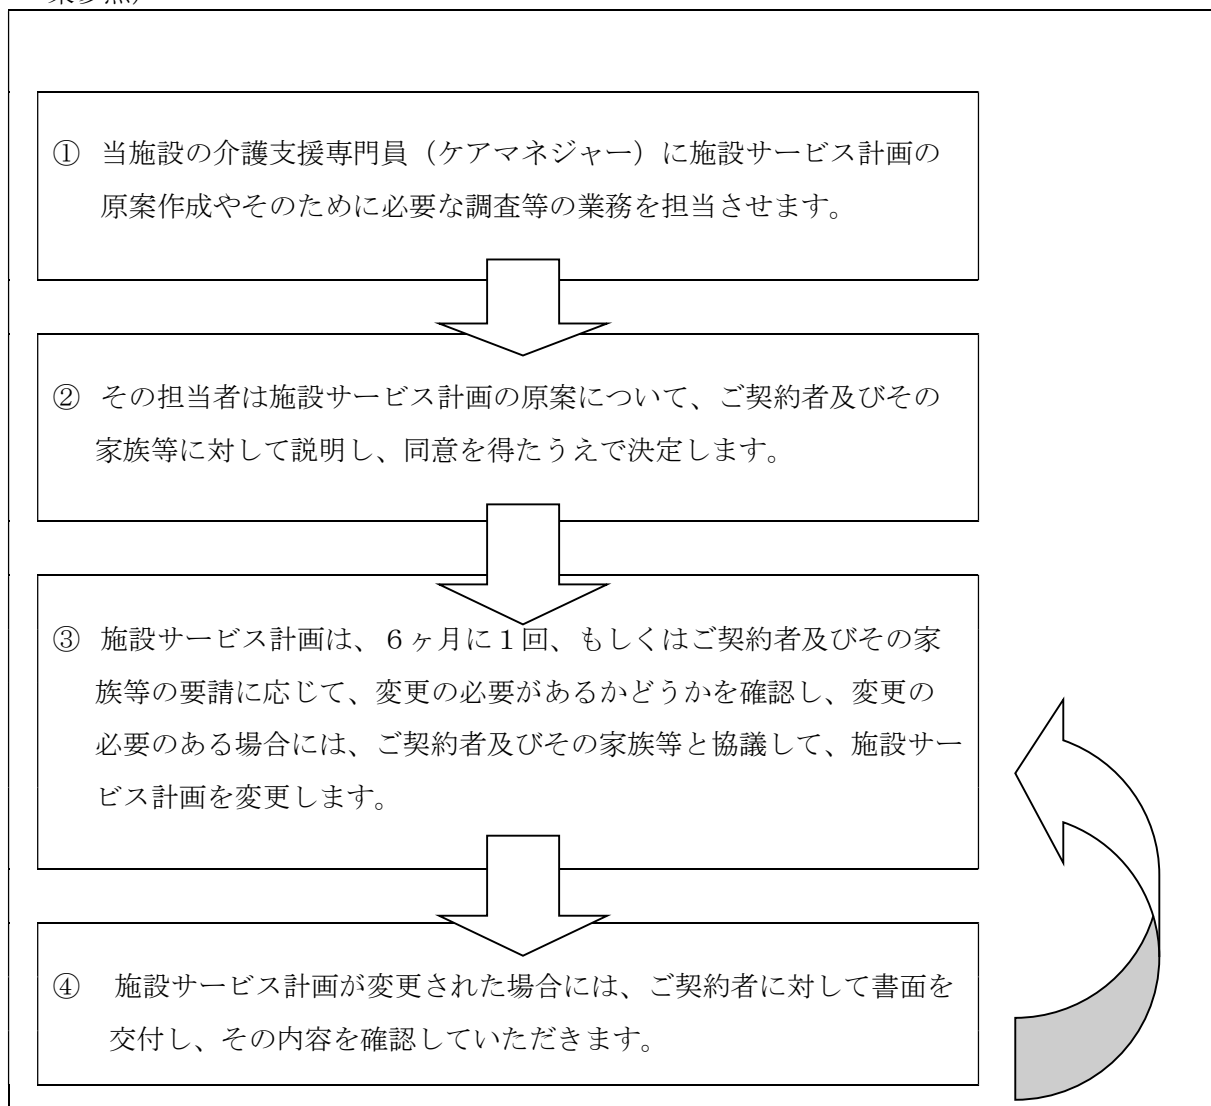 ① 当施設の介護支援専門員（ケアマネジャー）に施設サービス計画の
原案作成やそのために必要な調査等の業務を担当させます。
② その担当者は施設サービス計画の原案について、ご契約者及びその
家族等に対して説明し、同意を得たうえで決定します。
③ 施設サービス計画は、６ヶ月に１回、もしくはご契約者及びその家
族等の要請に応じて、変更の必要があるかどうかを確認し、変更の
必要のある場合には、ご契約者及びその家族等と協議して、施設サー
ビス計画を変更します。
④ 施設サービス計画が変更された場合には、ご契約者に対して書面を
交付し、その内容を確認していただきます。